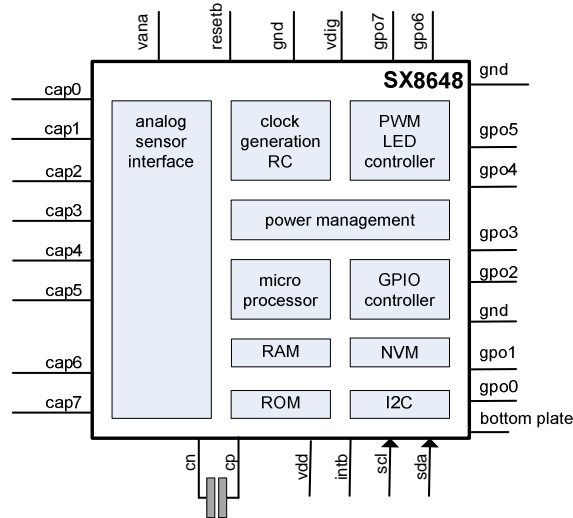 vana
resetb
gnd
vdig
gpo7
gpo6
SX8648
gnd
cap0
cap1
cap2
cap3
cap4
cap5
cap6
cap7
analog
sensor
interface
clock
generation
RC
PWM
LED
controller
power management
micro
processor
GPIO
controller
RAM
NVM
ROM
I2C
gpo5
gpo4
gpo3
gpo2
gnd
gpo1
gpo0
bottom plate
cn
cp
vdd
intb
scl
sda